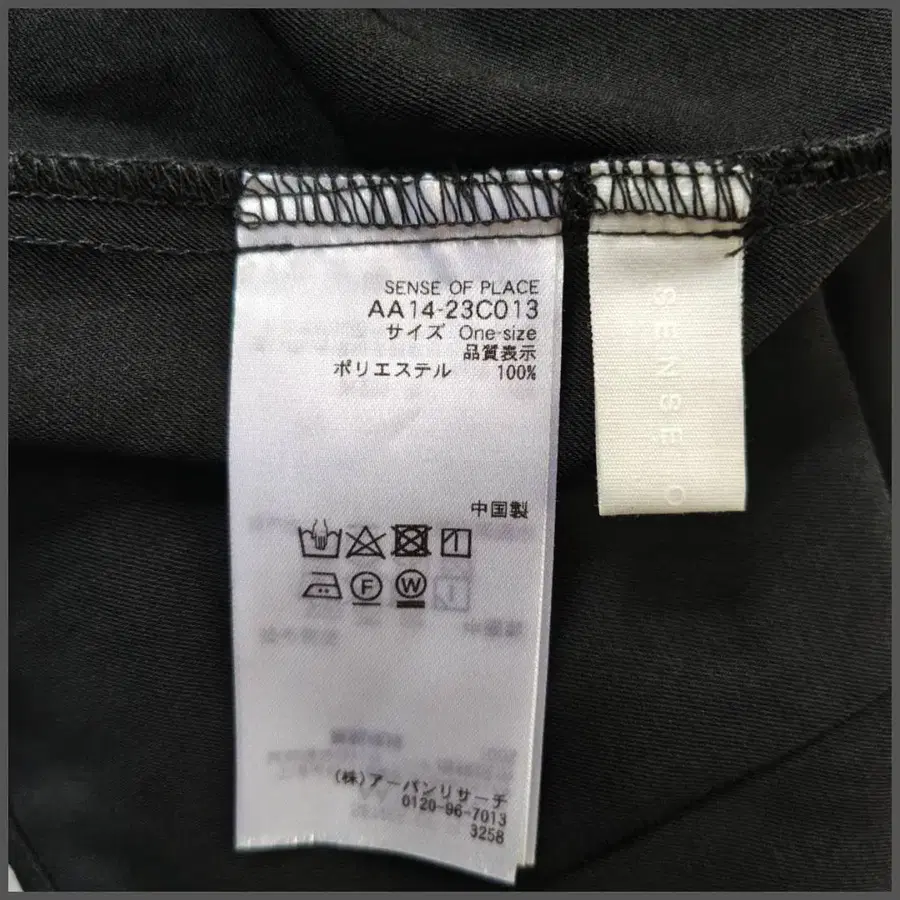 SENSE OF PLACE
AA14-23C013
サイズ One-size
品質表示
ポリエステル 100%
中国製
F W
(株)アーバンリサーチ
0120-96-7013
3258
SENSE O